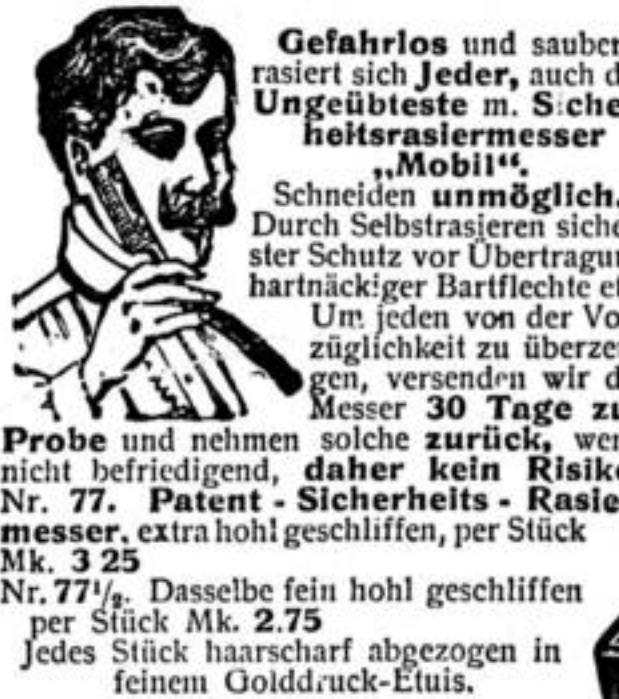 Gefahrlos und sauber
rasiert sich Jeder, auch d
Ungeübteste m. Siche
heitsrasiermesser
„Mobil“.
Schneiden unmöglich.
Durch Selbstrasieren siche
ster Schutz vor Übertragun
hartnäckiger Bartflechte et
Um jeden von der Vo
züglichkeit zu überzeu
gen, versenden wir d
Messer 30 Tage zu
Probe und nehmen solche zurück, wen
nicht befriedigend, daher kein Risiko
Nr. 77. Patent - Sicherheits - Rasie
messer, extra hohl geschliffen, per Stück
Mk. 3 25
Nr. 77½. Dasselbe fein hohl geschliffen
per Stück Mk. 2.75
Jedes Stück haarscharf abgezogen in
feinem Golddruck-Etuis.